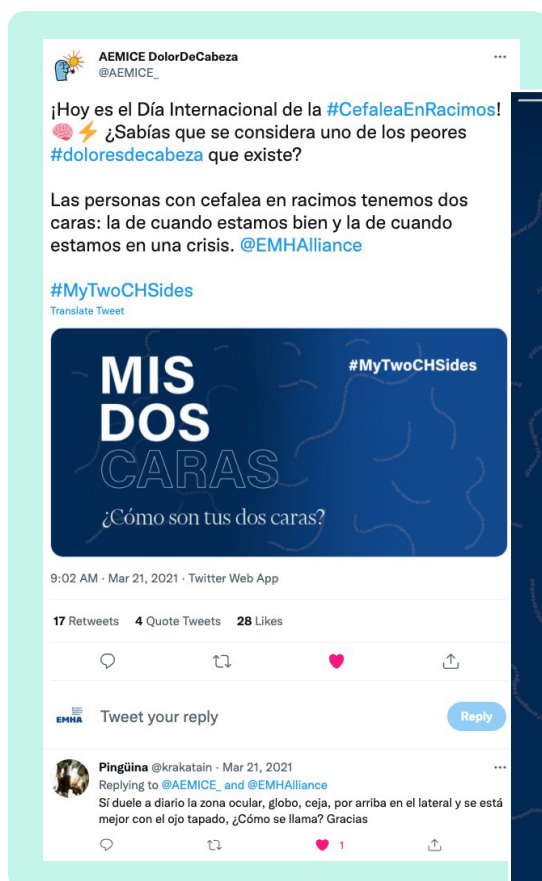 AEMICE DolorDeCabeza
@AEMICE_
¡Hoy es el Día Internacional de la #CefaleaEnRacimos!
🧠⚡ ¿Sabías que se considera uno de los peores
#doloresdecabeza que existe?
Las personas con cefalea en racimos tenemos dos
caras: la de cuando estamos bien y la de cuando
estamos en una crisis. @EMHAlliance
#MyTwoCHSides
Translate Tweet
MIS
DOS
CARAS
#MyTwoCHSides
¿Cómo son tus dos caras?
9:02 AM · Mar 21, 2021 · Twitter Web App
17 Retweets 4 Quote Tweets 28 Likes
EMHA
Tweet your reply
Reply
Pingüina @krakatain · Mar 21, 2021
Replying to @AEMICE_ and @EMHAlliance
Sí duele a diario la zona ocular, globo, ceja, por arriba en el lateral y se está
mejor con el ojo tapado, ¿Cómo se llama? Gracias
1